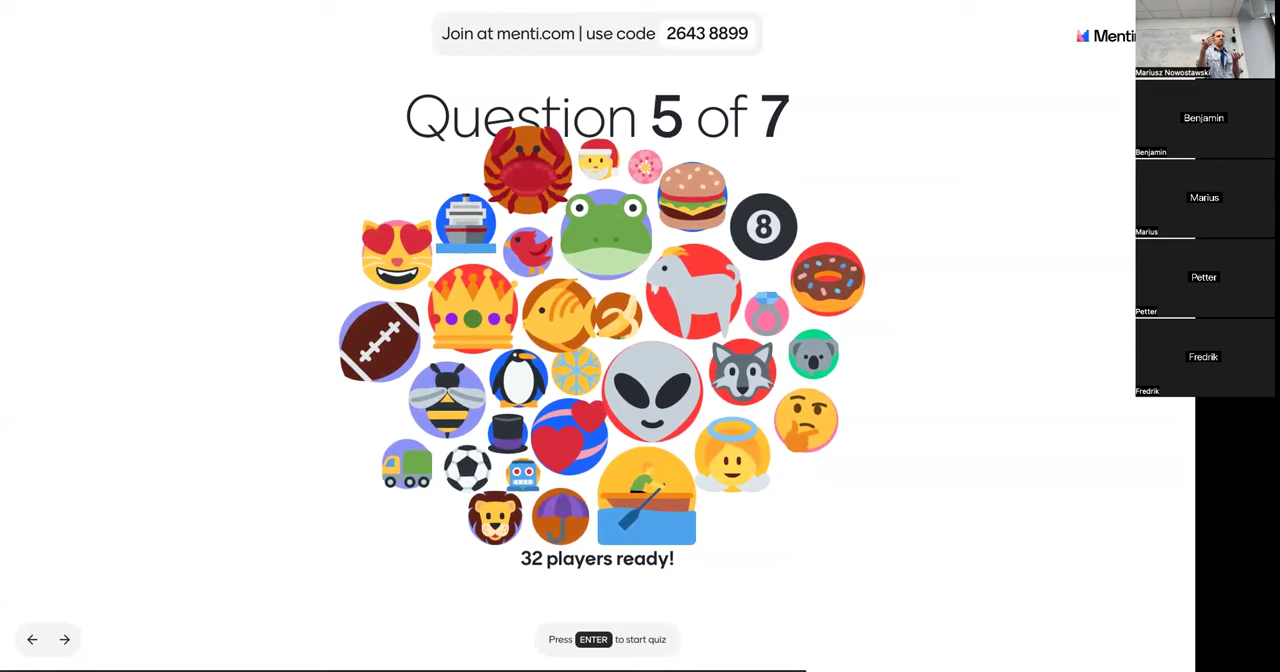 Join at menti.com | use code 2643 8899
Menti
Question 5 of 7
8
32 players ready!
Press ENTER to start quiz
Mariusz Nowostawski
Benjamin
Benjamin
Marius
Marius
Petter
Petter
Fredrik
Fredrik